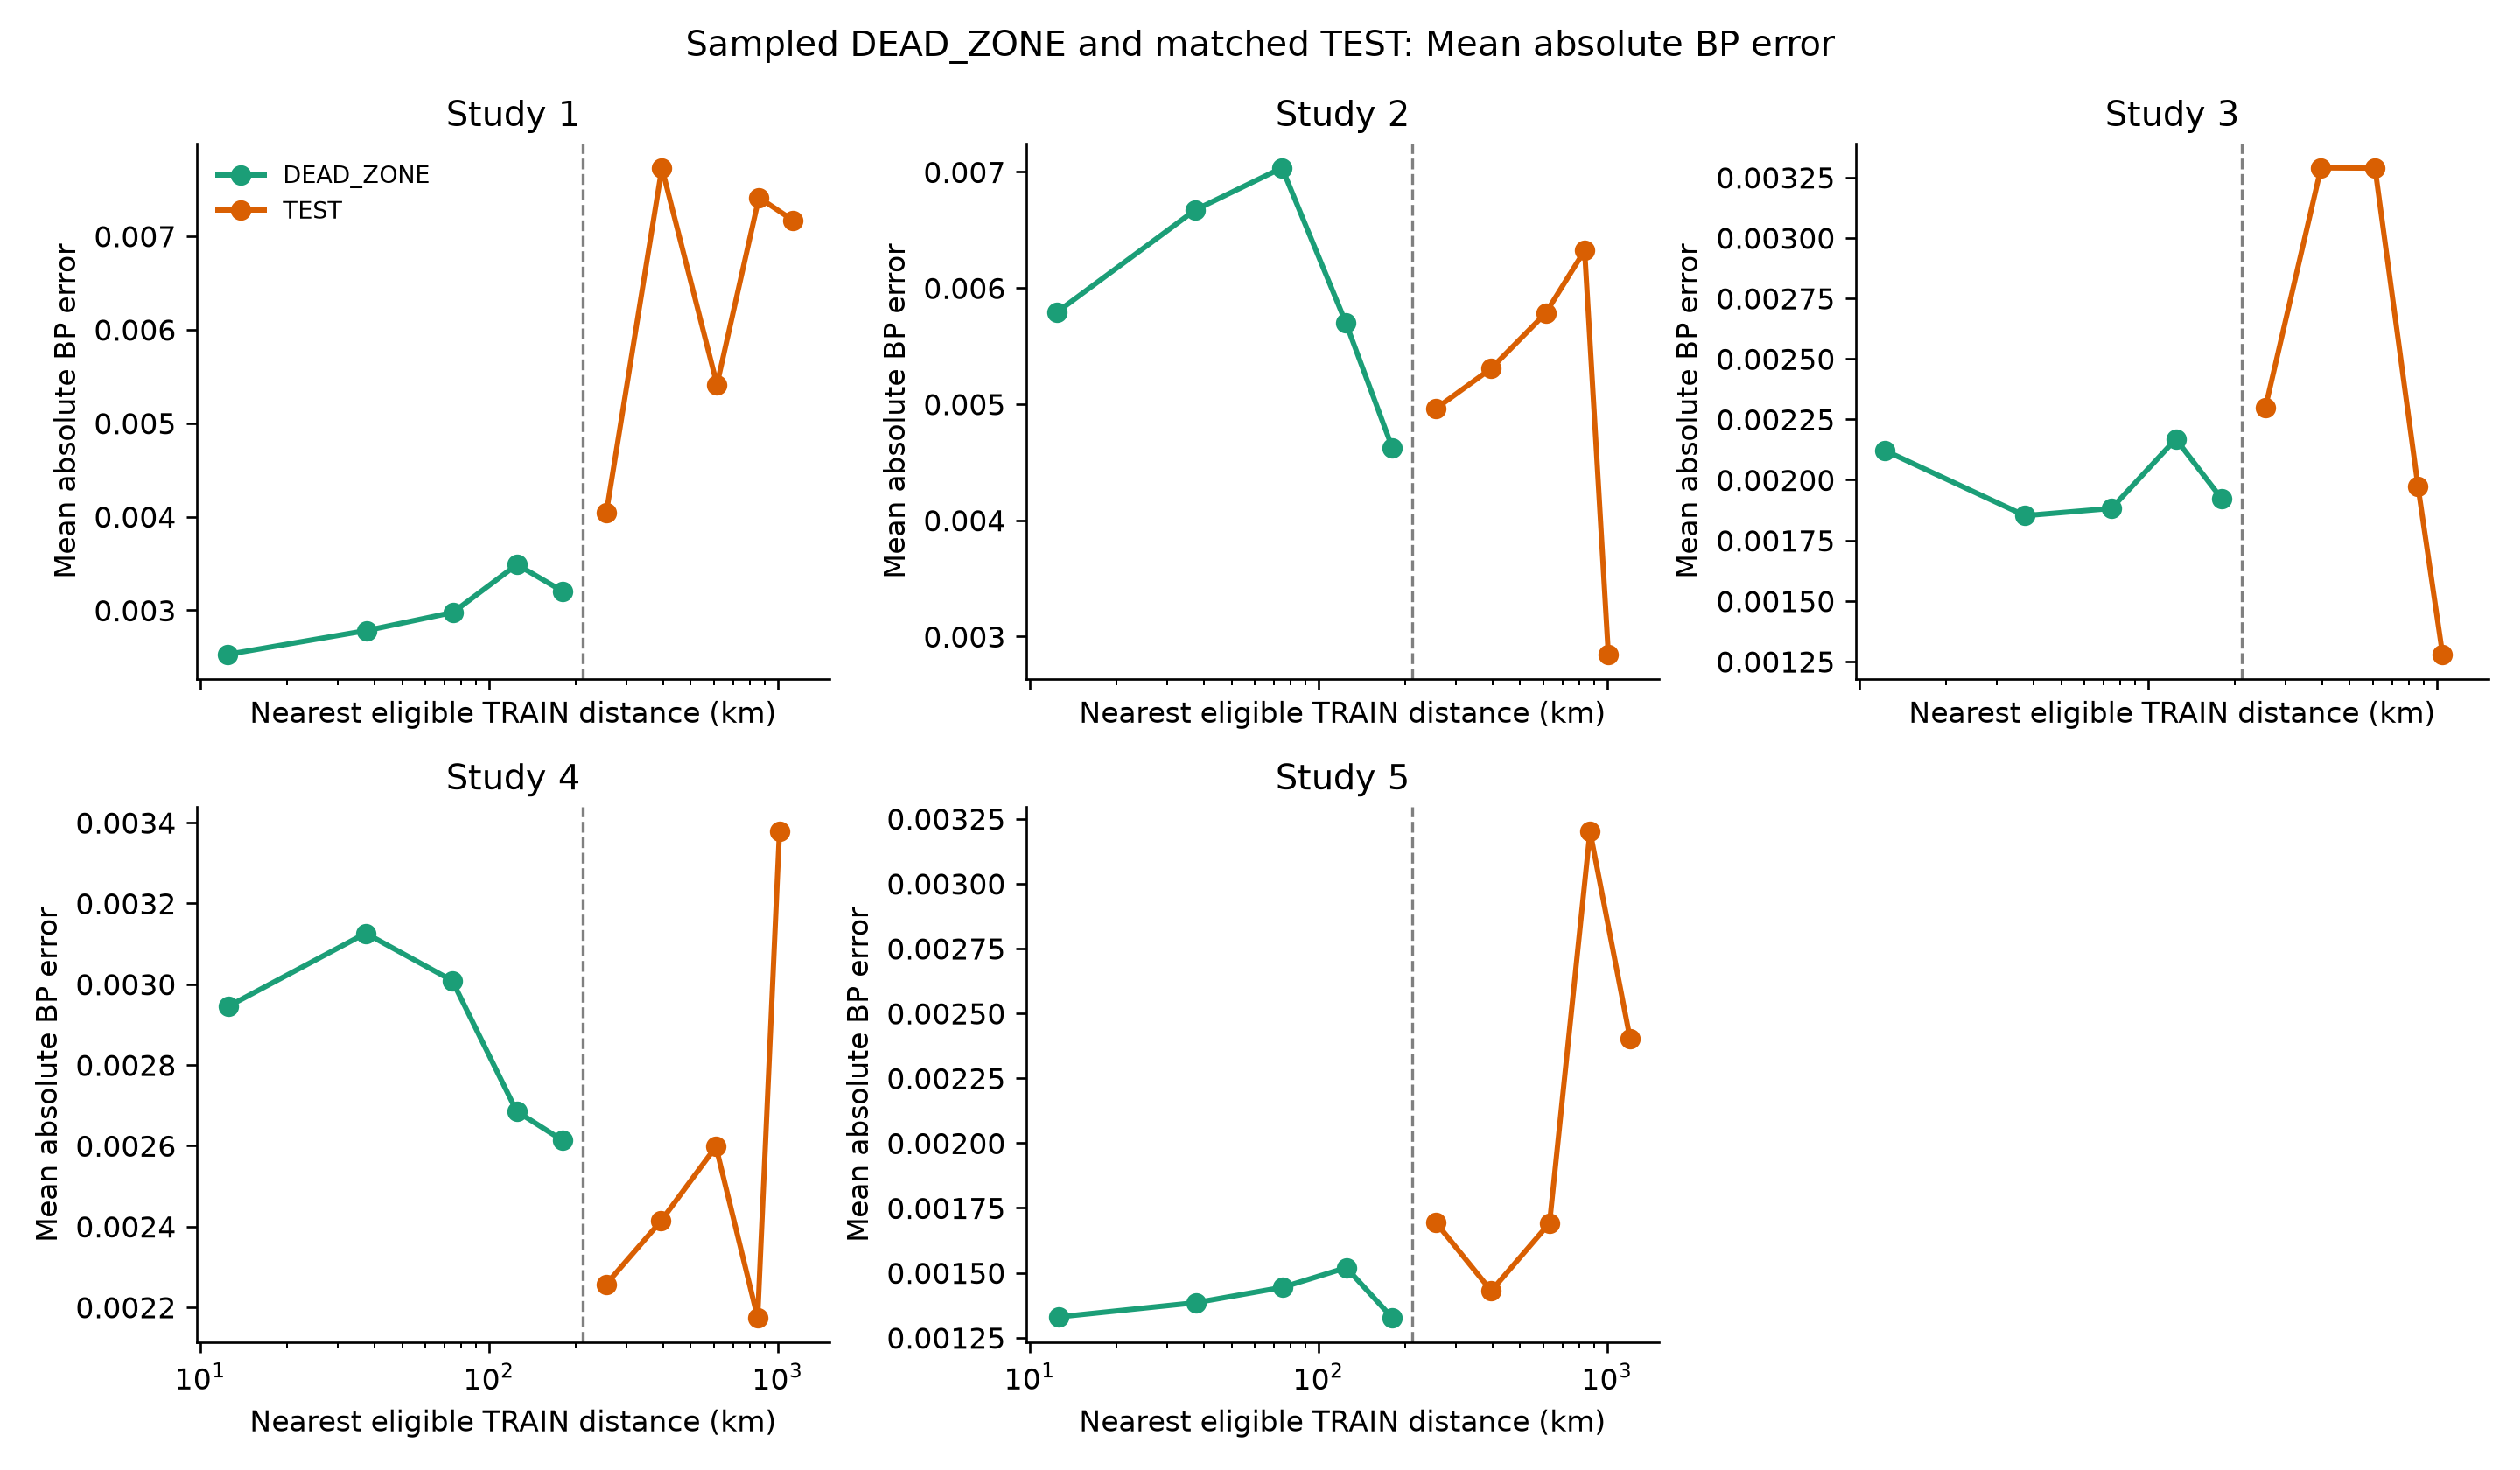 Sampled DEAD_ZONE and matched TEST: Mean absolute BP error
Study 1
DEAD_ZONE
TEST
Mean absolute BP error
0.007
0.006
0.005
0.004
0.003
Nearest eligible TRAIN distance (km)
Study 2
Mean absolute BP error
0.007
0.006
0.005
0.004
0.003
Nearest eligible TRAIN distance (km)
Study 3
Mean absolute BP error
0.00325
0.00300
0.00275
0.00250
0.00225
0.00200
0.00175
0.00150
0.00125
Nearest eligible TRAIN distance (km)
Study 4
Mean absolute BP error
0.0034
0.0032
0.0030
0.0028
0.0026
0.0024
0.0022
10¹ 10² 10³
Nearest eligible TRAIN distance (km)
Study 5
Mean absolute BP error
0.00325
0.00300
0.00275
0.00250
0.00225
0.00200
0.00175
0.00150
0.00125
10¹ 10² 10³
Nearest eligible TRAIN distance (km)